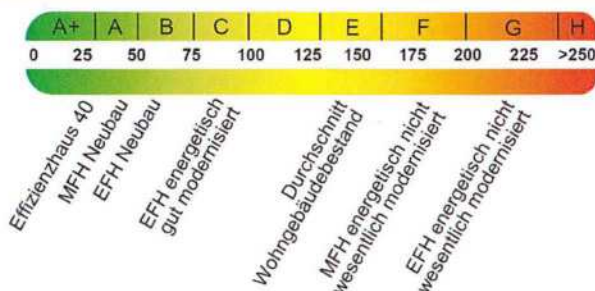 A+ A B C D E F G H
0 25 50 75 100 125 150 175 200 225 >250
Effizienzhaus 40
MFH Neubau
EFH Neubau
EFH energetisch
gut modernisiert
Durchschnitt
Wohngebäudebestand
MFH energetisch nicht
wesentlich modernisiert
EFH energetisch nicht
wesentlich modernisiert